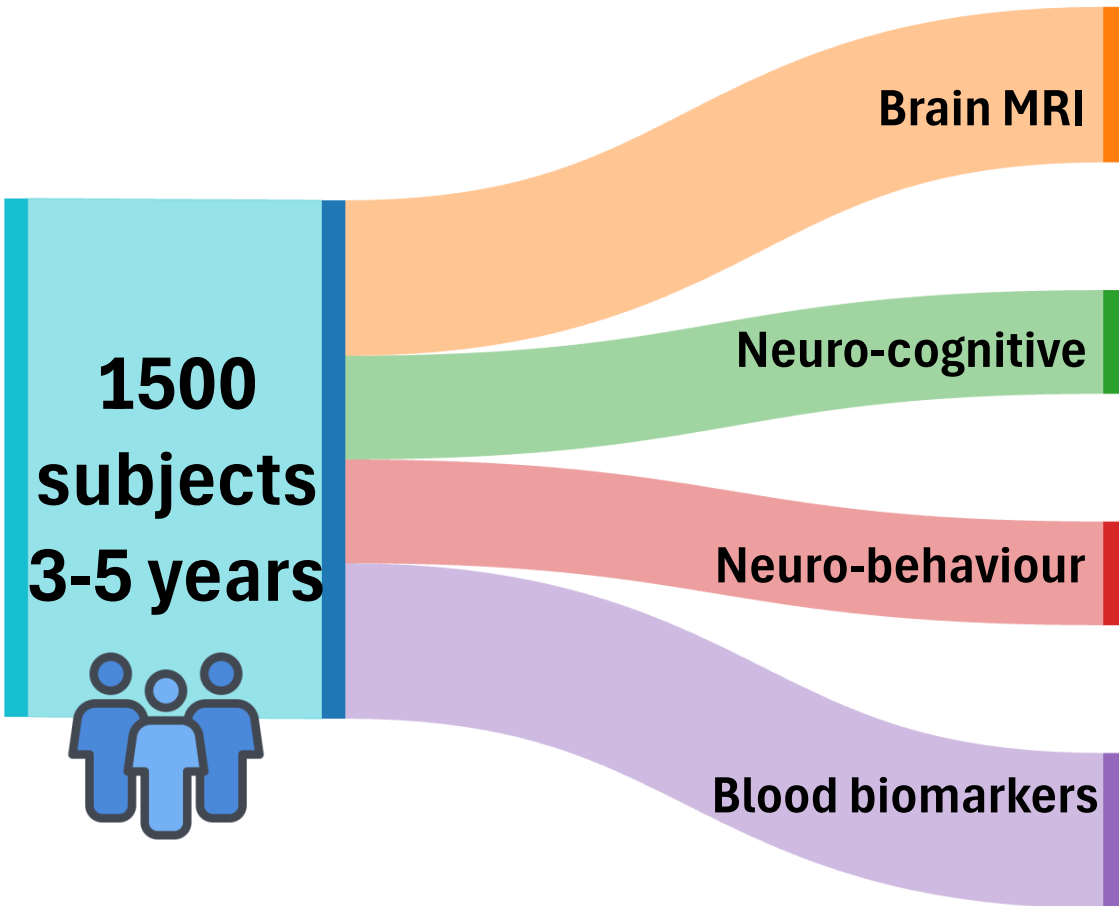 1500
subjects
3-5 years
Brain MRI
Neuro-cognitive
Neuro-behaviour
Blood biomarkers